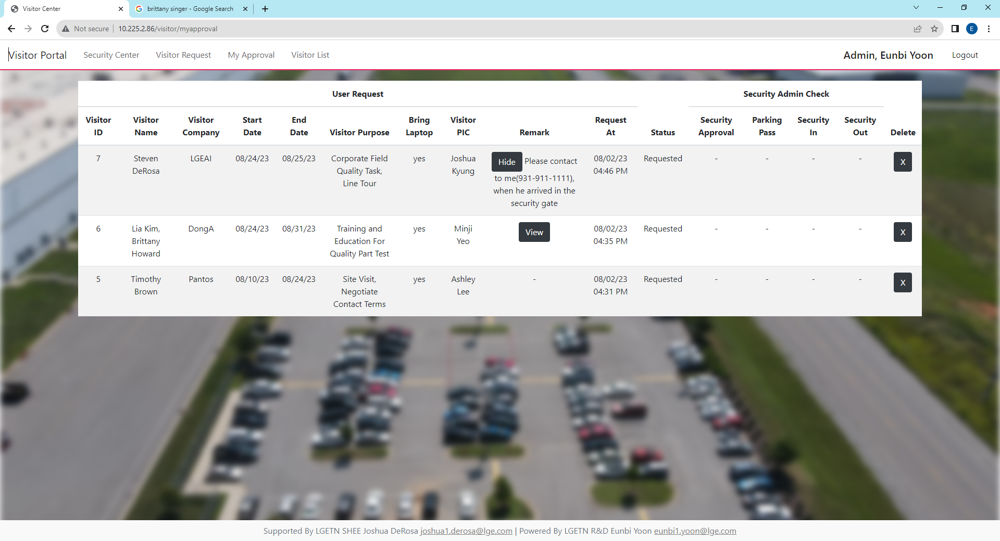 Visitor Center
brittany singer - Google Search
Not secure
10.225.2.86/visitor/myapproval
E
Visitor Portal
Security Center
Visitor Request
My Approval
Visitor List
Admin, Eunbi Yoon
Logout
User Request
Security Admin Check
Visitor ID
Visitor Name
Visitor Company
Start Date
End Date
Visitor Purpose
Bring Laptop
Visitor PIC
Remark
Request At
Status
Security Approval
Parking Pass
Security In
Security Out
Delete
7
Steven DeRosa
LGEAI
08/24/23
08/25/23
Corporate Field
Quality Task,
Line Tour
yes
Joshua Kyung
Hide Please contact
to me(931-911-1111),
when he arrived in the
security gate
08/02/23
04:46 PM
Requested
-
-
-
-
X
6
Lia Kim,
Brittany
Howard
DongA
08/24/23
08/31/23
Training and
Education For
Quality Part Test
yes
Minji Yeo
View
08/02/23
04:35 PM
Requested
-
-
-
-
X
5
Timothy Brown
Pantos
08/10/23
08/24/23
Site Visit,
Negotiate
Contact Terms
yes
Ashley Lee
-
08/02/23
04:31 PM
Requested
-
-
-
-
X
Supported By LGETN SHEE Joshua DeRosa joshua1.derosa@lge.com | Powered By LGETN R&D Eunbi Yoon eunbi1.yoon@lge.com